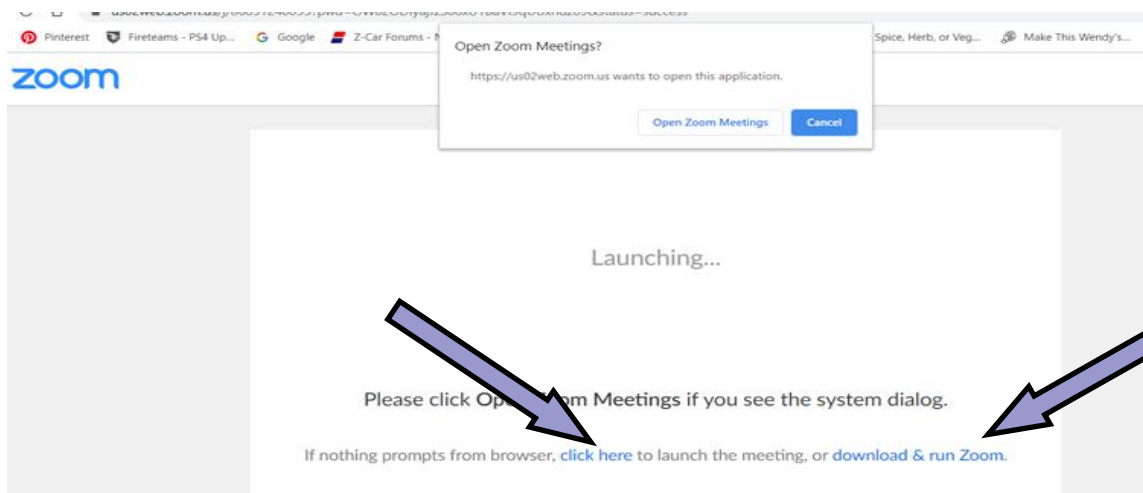 Pinterest Fireteams - PS4 Up... Google Z-Car Forums - Spice, Herb, or Veg... Make This Wendy's...
zoom
Open Zoom Meetings?
https://us02web.zoom.us wants to open this application.
Open Zoom Meetings Cancel
Launching...
Please click Zoom Meetings if you see the system dialog.
If nothing prompts from browser, click here to launch the meeting, or download & run Zoom.